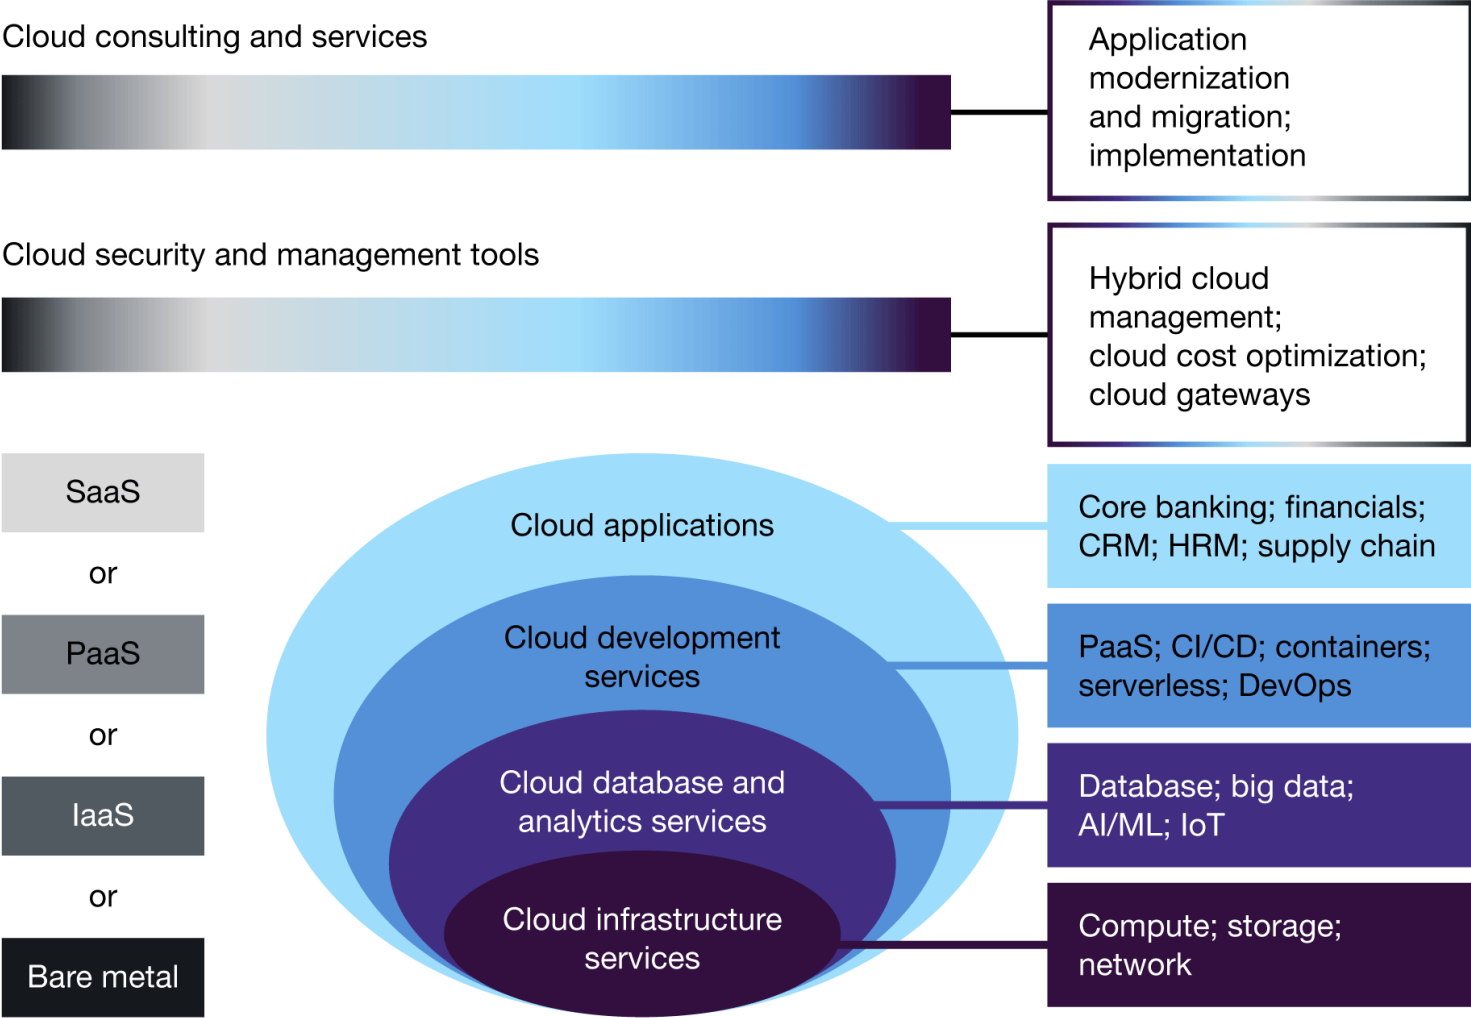 Cloud consulting and services
Application
modernization
and migration;
implementation
Cloud security and management tools
Hybrid cloud
management;
cloud cost optimization;
cloud gateways
SaaS
or
PaaS
or
IaaS
or
Bare metal
Cloud applications
Core banking; financials;
CRM; HRM; supply chain
Cloud development
services
PaaS; CI/CD; containers;
serverless; DevOps
Cloud database and
analytics services
Database; big data;
AI/ML; IoT
Cloud infrastructure
services
Compute; storage;
network